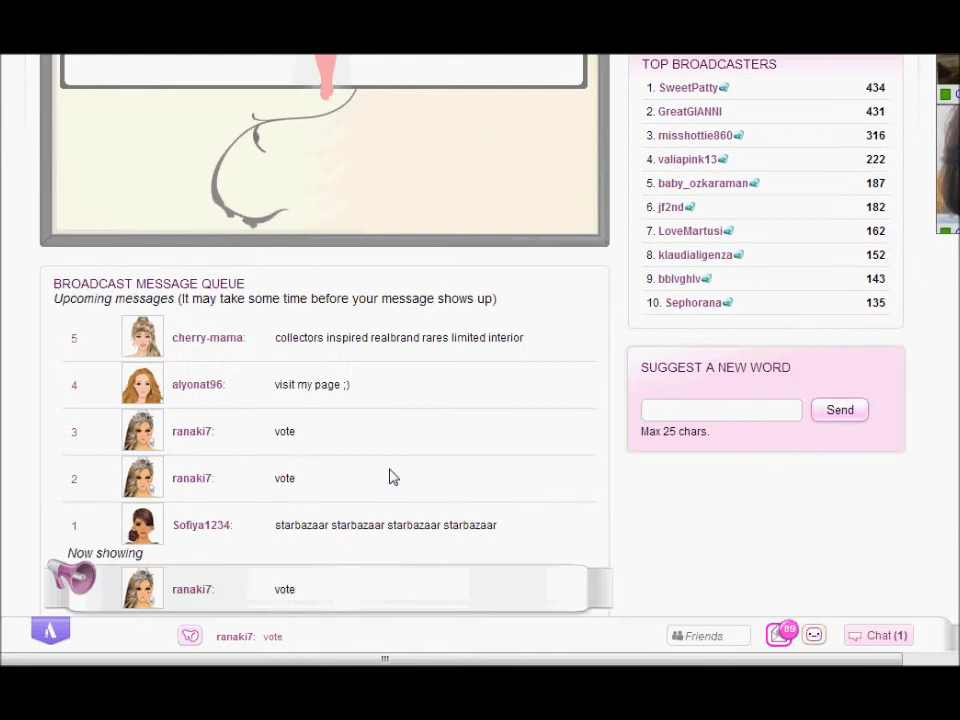 TOP BROADCASTERS
1. SweetPatty 434
2. GreatGIANNI 431
3. misshottie860 316
4. valiapink13 222
5. baby_ozkaraman 187
6. jf2nd 182
7. LoveMartusi 162
8. klaudialigenza 152
9. bblvghlv 143
10. Sephorana 135
BROADCAST MESSAGE QUEUE
Upcoming messages (It may take some time before your message shows up)
5 cherry-mama: collectors inspired realbrand rares limited interior
4 alyonat96: visit my page ;)
3 ranaki7: vote
2 ranaki7: vote
1 Sofiya1234: starbazaar starbazaar starbazaar starbazaar
Now showing
ranaki7: vote
SUGGEST A NEW WORD
Send
Max 25 chars.
ranaki7: vote
Friends
89
Chat (1)